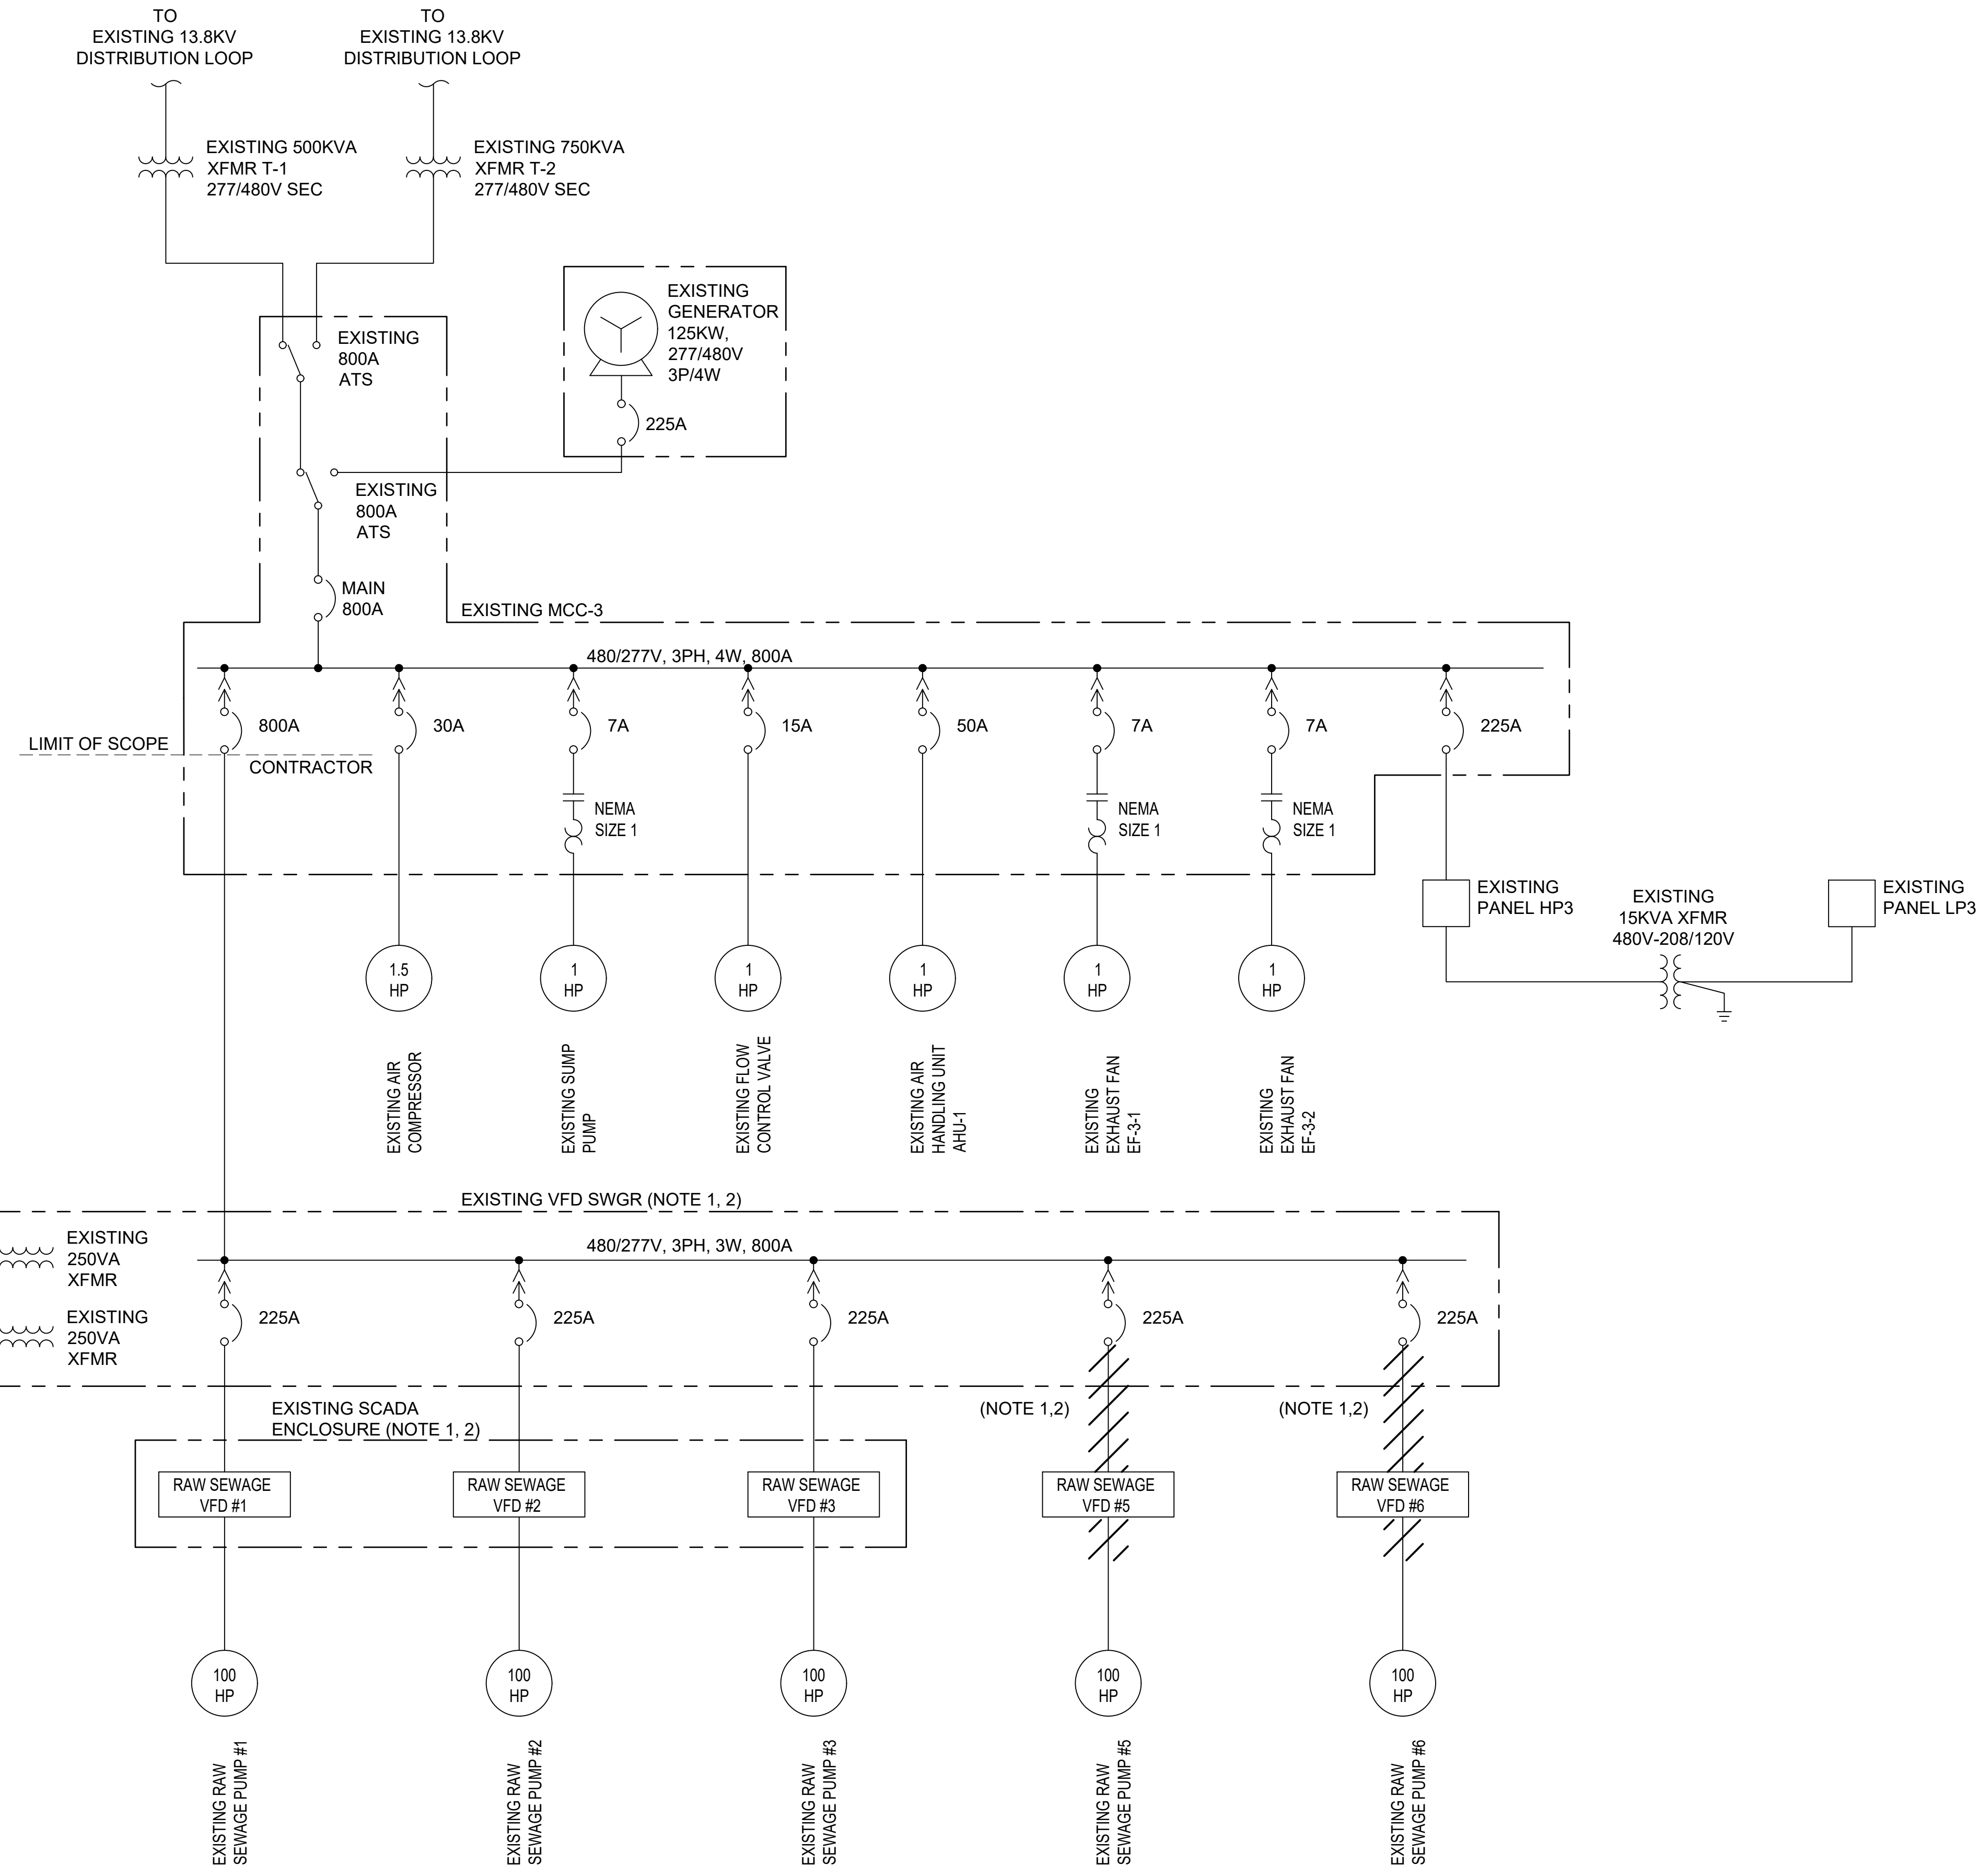 TO
EXISTING 13.8KV
DISTRIBUTION LOOP
TO
EXISTING 13.8KV
DISTRIBUTION LOOP
EXISTING 500KVA
XFMR T-1
277/480V SEC
EXISTING 750KVA
XFMR T-2
277/480V SEC
EXISTING
GENERATOR
125KW,
277/480V
3P/4W
225A
EXISTING
800A
ATS
EXISTING
800A
ATS
MAIN
800A
EXISTING MCC-3
480/277V, 3PH, 4W, 800A
800A
30A
7A
15A
50A
7A
7A
225A
LIMIT OF SCOPE
CONTRACTOR
NEMA
SIZE 1
NEMA
SIZE 1
NEMA
SIZE 1
EXISTING
PANEL HP3
EXISTING
15KVA XFMR
480V-208/120V
EXISTING
PANEL LP3
1.5
HP
1
HP
1
HP
1
HP
1
HP
1
HP
EXISTING AIR
COMPRESSOR
EXISTING SUMP
PUMP
EXISTING FLOW
CONTROL VALVE
EXISTING AIR
HANDLING UNIT
AHU-1
EXISTING
EXHAUST FAN
EF-3-1
EXISTING
EXHAUST FAN
EF-3-2
EXISTING VFD SWGR (NOTE 1, 2)
EXISTING
250VA
XFMR
EXISTING
250VA
XFMR
480/277V, 3PH, 3W, 800A
225A
225A
225A
225A
225A
EXISTING SCADA
ENCLOSURE (NOTE 1, 2)
(NOTE 1,2)
(NOTE 1,2)
RAW SEWAGE
VFD #1
RAW SEWAGE
VFD #2
RAW SEWAGE
VFD #3
RAW SEWAGE
VFD #5
RAW SEWAGE
VFD #6
100
HP
100
HP
100
HP
100
HP
100
HP
EXISTING RAW
SEWAGE PUMP #1
EXISTING RAW
SEWAGE PUMP #2
EXISTING RAW
SEWAGE PUMP #3
EXISTING RAW
SEWAGE PUMP #5
EXISTING RAW
SEWAGE PUMP #6